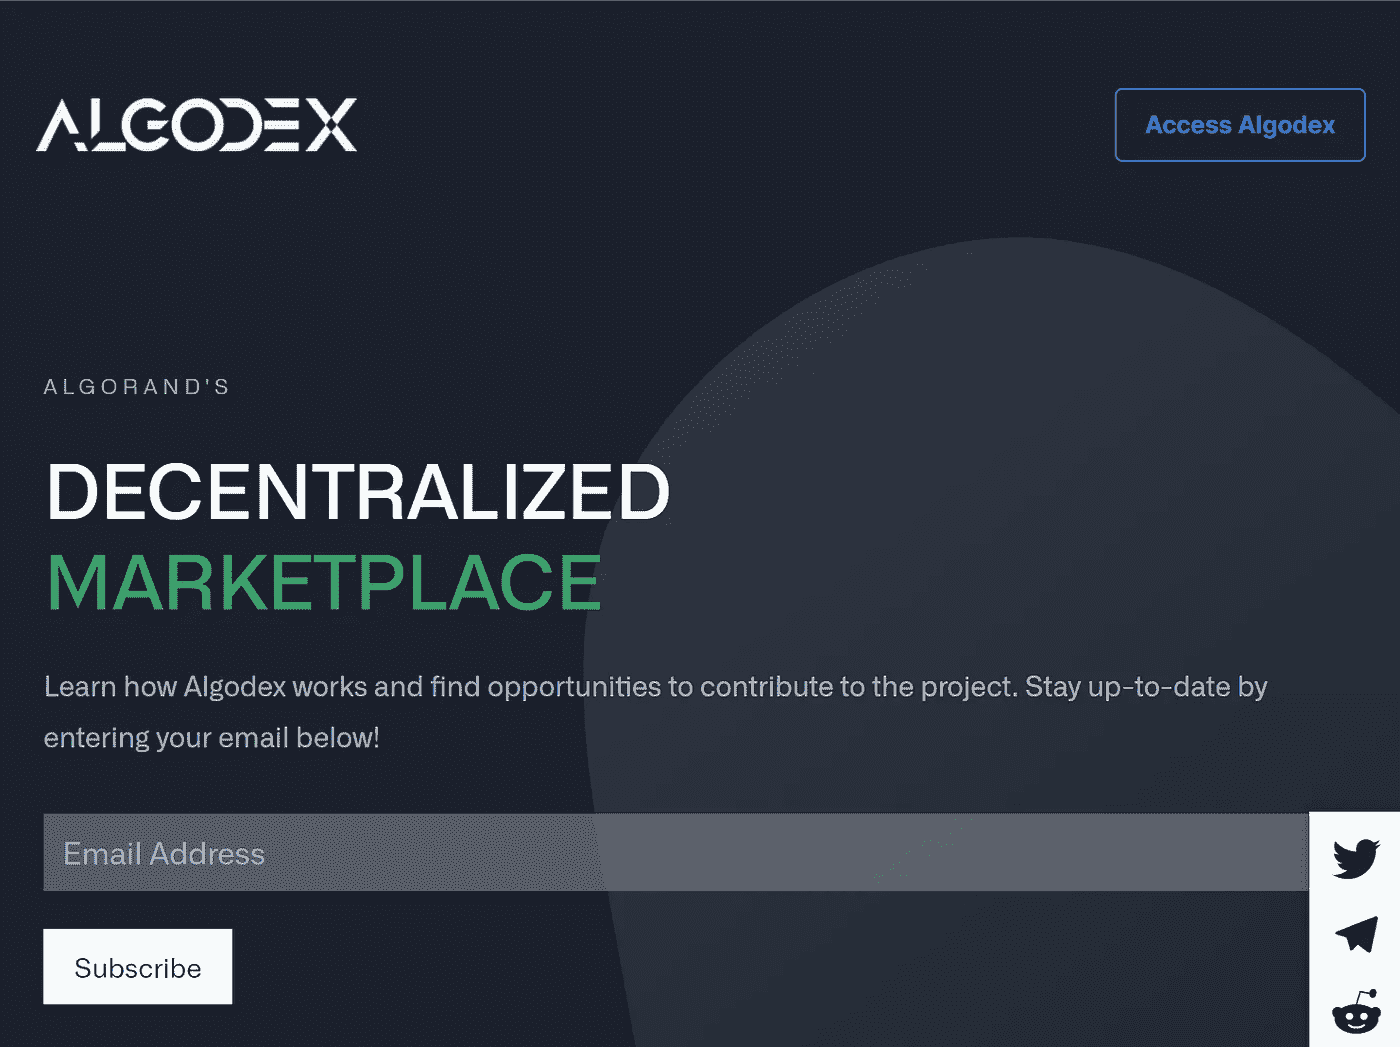 ALGODEX
Access Algodex
ALGORAND'S
DECENTRALIZED
MARKETPLACE
Learn how Algodex works and find opportunities to contribute to the project. Stay up-to-date by
entering your email below!
Email Address
Subscribe